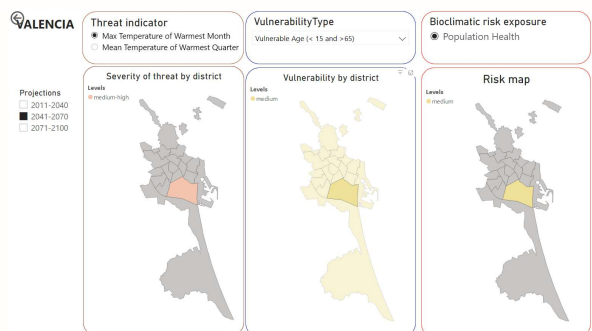 VALENCIA
Threat indicator
Max Temperature of Warmest Month
Mean Temperature of Warmest Quarter
VulnerabilityType
Vulnerable Age (< 15 and >65)
Bioclimatic risk exposure
Population Health
Projections
2011-2040
2041-2070
2071-2100
Severity of threat by district
Levels
medium-high
Vulnerability by district
Levels
medium
Risk map
Levels
medium